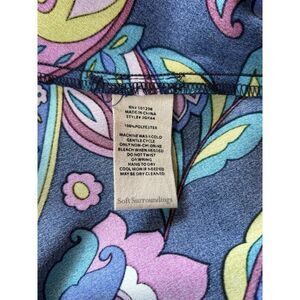 RN# 101298
MADE IN CHINA
100% POLYESTER
MACHINE WASH COLD
GENTLE CYCLE
ONLY NON-CHLORINE
BLEACH WHEN NEEDED
DO NOT TWIST
OR WRING
HANG TO DRY
COOL IRON IF NEEDED
MAY BE DRY CLEANED
Soft Surroundings